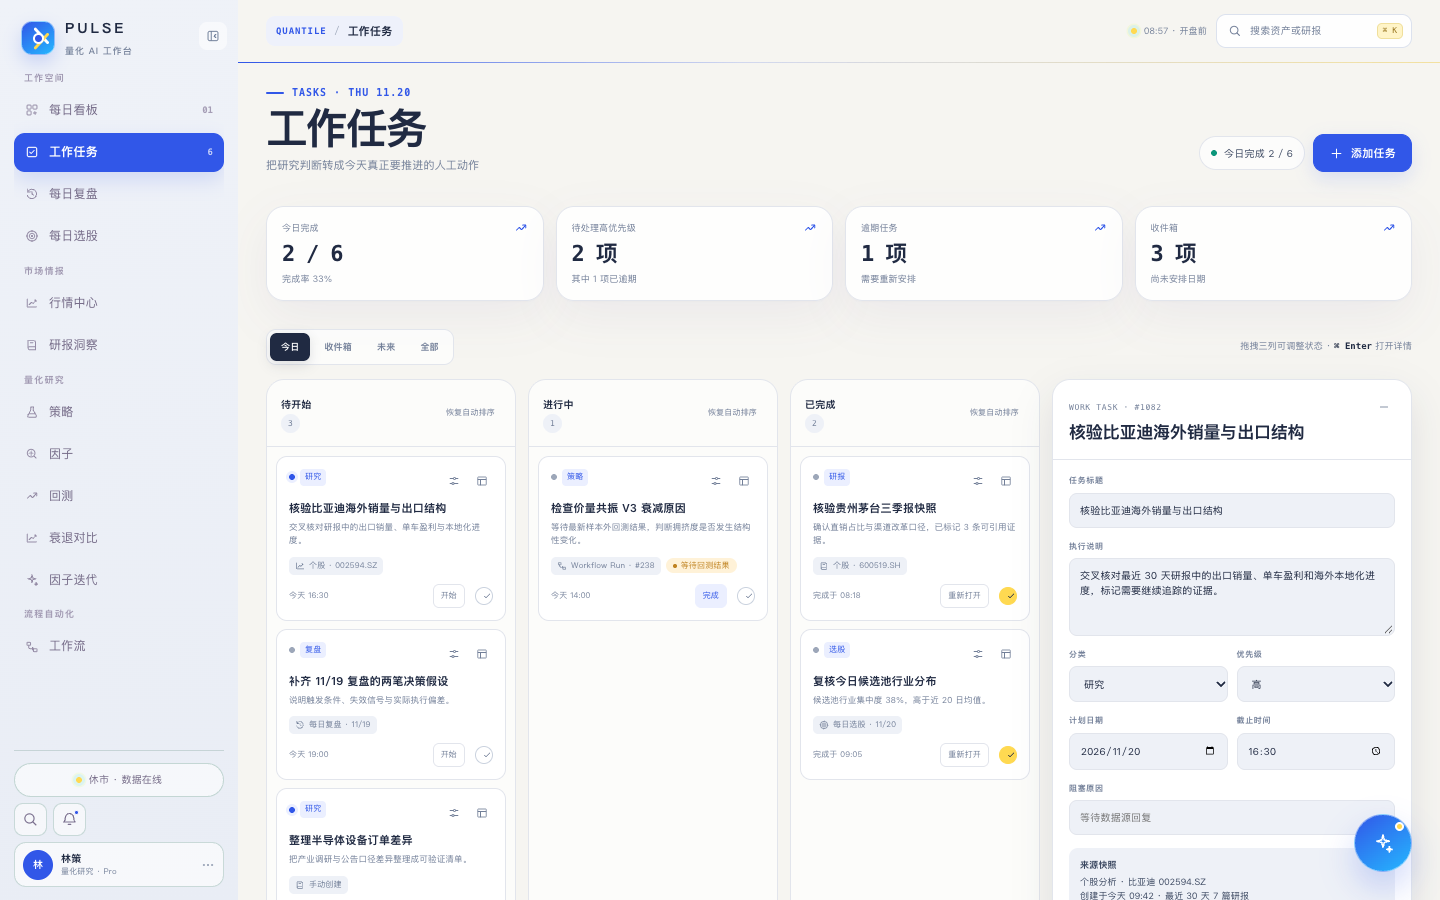 PULSE
量化 AI 工作台
工作空间
每日看板 01
工作任务 6
每日复盘
每日选股
市场情报
行情中心
研报洞察
量化研究
策略
因子
回测
衰退对比
因子迭代
流程自动化
工作流
休市 · 数据在线
林
林策
量化研究 · Pro
QUANTILE / 工作任务
08:57 · 开盘前
搜索资产或研报
⌘ K
TASKS · THU 11.20
工作任务
把研究判断转成今天真正要推进的人工动作
今日完成 2 / 6
添加任务
今日完成
2 / 6
完成率 33%
待处理高优先级
2 项
其中 1 项已逾期
逾期任务
1 项
需要重新安排
收件箱
3 项
尚未安排日期
今日
收件箱
未来
全部
拖拽三列可调整状态 · ⌘ Enter 打开详情
待开始
3
恢复自动排序
研究
核验比亚迪海外销量与出口结构
交叉核对研报中的出口销量、单车盈利与本地化进
度。
个股 · 002594.SZ
今天 16:30
开始
复盘
补齐 11/19 复盘的两笔决策假设
说明触发条件、失效信号与实际执行偏差。
每日复盘 · 11/19
今天 19:00
开始
研究
整理半导体设备订单差异
把产业调研与公告口径差异整理成可验证清单。
手动创建
进行中
1
恢复自动排序
策略
检查价量共振 V3 衰减原因
等待最新样本外回测结果，判断拥挤度是否发生结构
性变化。
Workflow Run · #238
等待回测结果
今天 14:00
完成
已完成
2
恢复自动排序
研报
核验贵州茅台三季报快照
确认直销占比与渠道改革口径，已标记 3 条可引用证
据。
个股 · 600519.SH
完成于 08:18
重新打开
选股
复核今日候选池行业分布
候选池行业集中度 38%，高于近 20 日均值。
每日选股 · 11/20
完成于 09:05
重新打开
WORK TASK · #1082
核验比亚迪海外销量与出口结构
任务标题
核验比亚迪海外销量与出口结构
执行说明
交叉核对最近 30 天研报中的出口销量、单车盈利和海外本地化进
度，标记需要继续追踪的证据。
分类
研究
优先级
高
计划日期
2026/11/20
截止时间
16:30
阻塞原因
等待数据源回复
来源快照
个股分析 · 比亚迪 002594.SZ
创建于今天 09:42 · 最近 30 天 7 篇研报